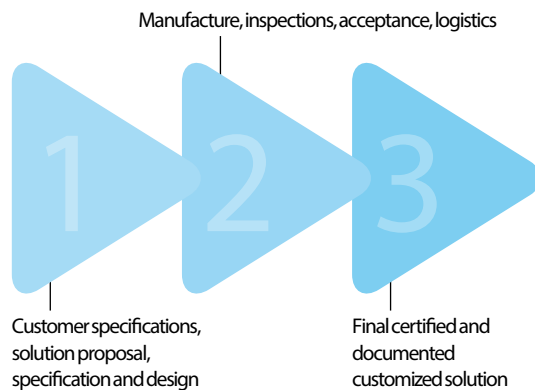 Manufacture, inspections, acceptance, logistics
1
2
3
Customer specifications,
solution proposal,
specification and design
Final certified and
documented
customized solution